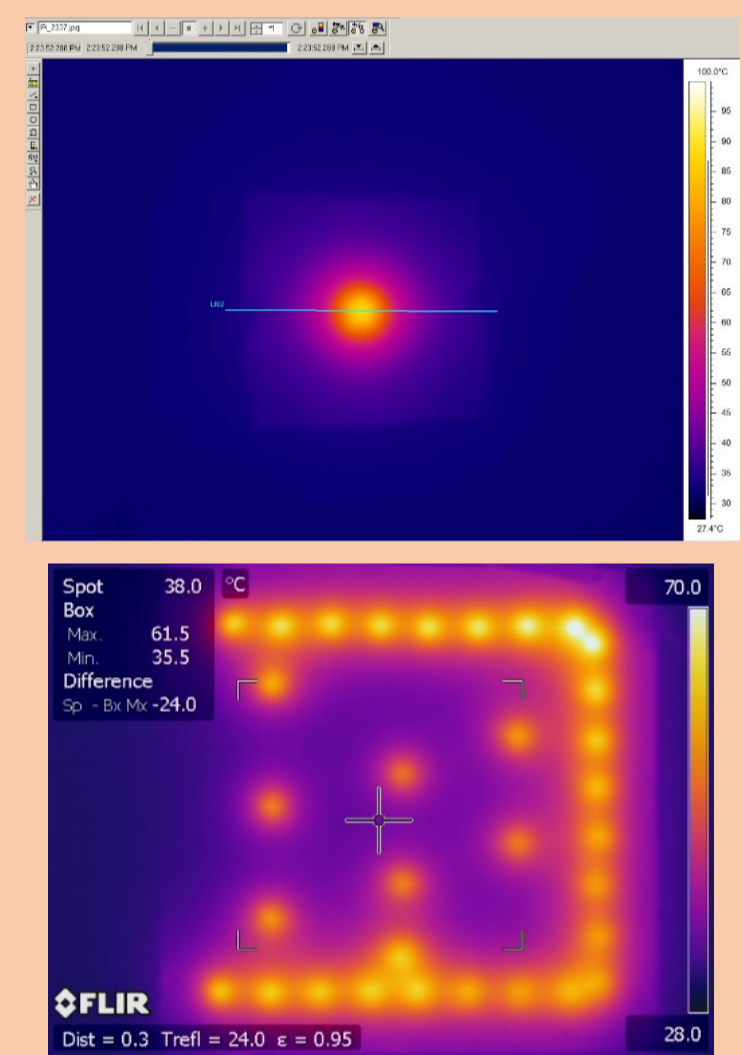 IR_2337.jpg
2:23:52.288 PM 2:23:52.288 PM 2:23:52.288 PM
100.0°C
95
90
85
80
75
70
65
60
55
50
45
40
35
30
27.4°C
LI02
Spot 38.0 °C
70.0
Box
Max. 61.5
Min. 35.5
Difference
Sp - Bx Mx -24.0
FLIR
Dist = 0.3 Trefl = 24.0 ε = 0.95
28.0